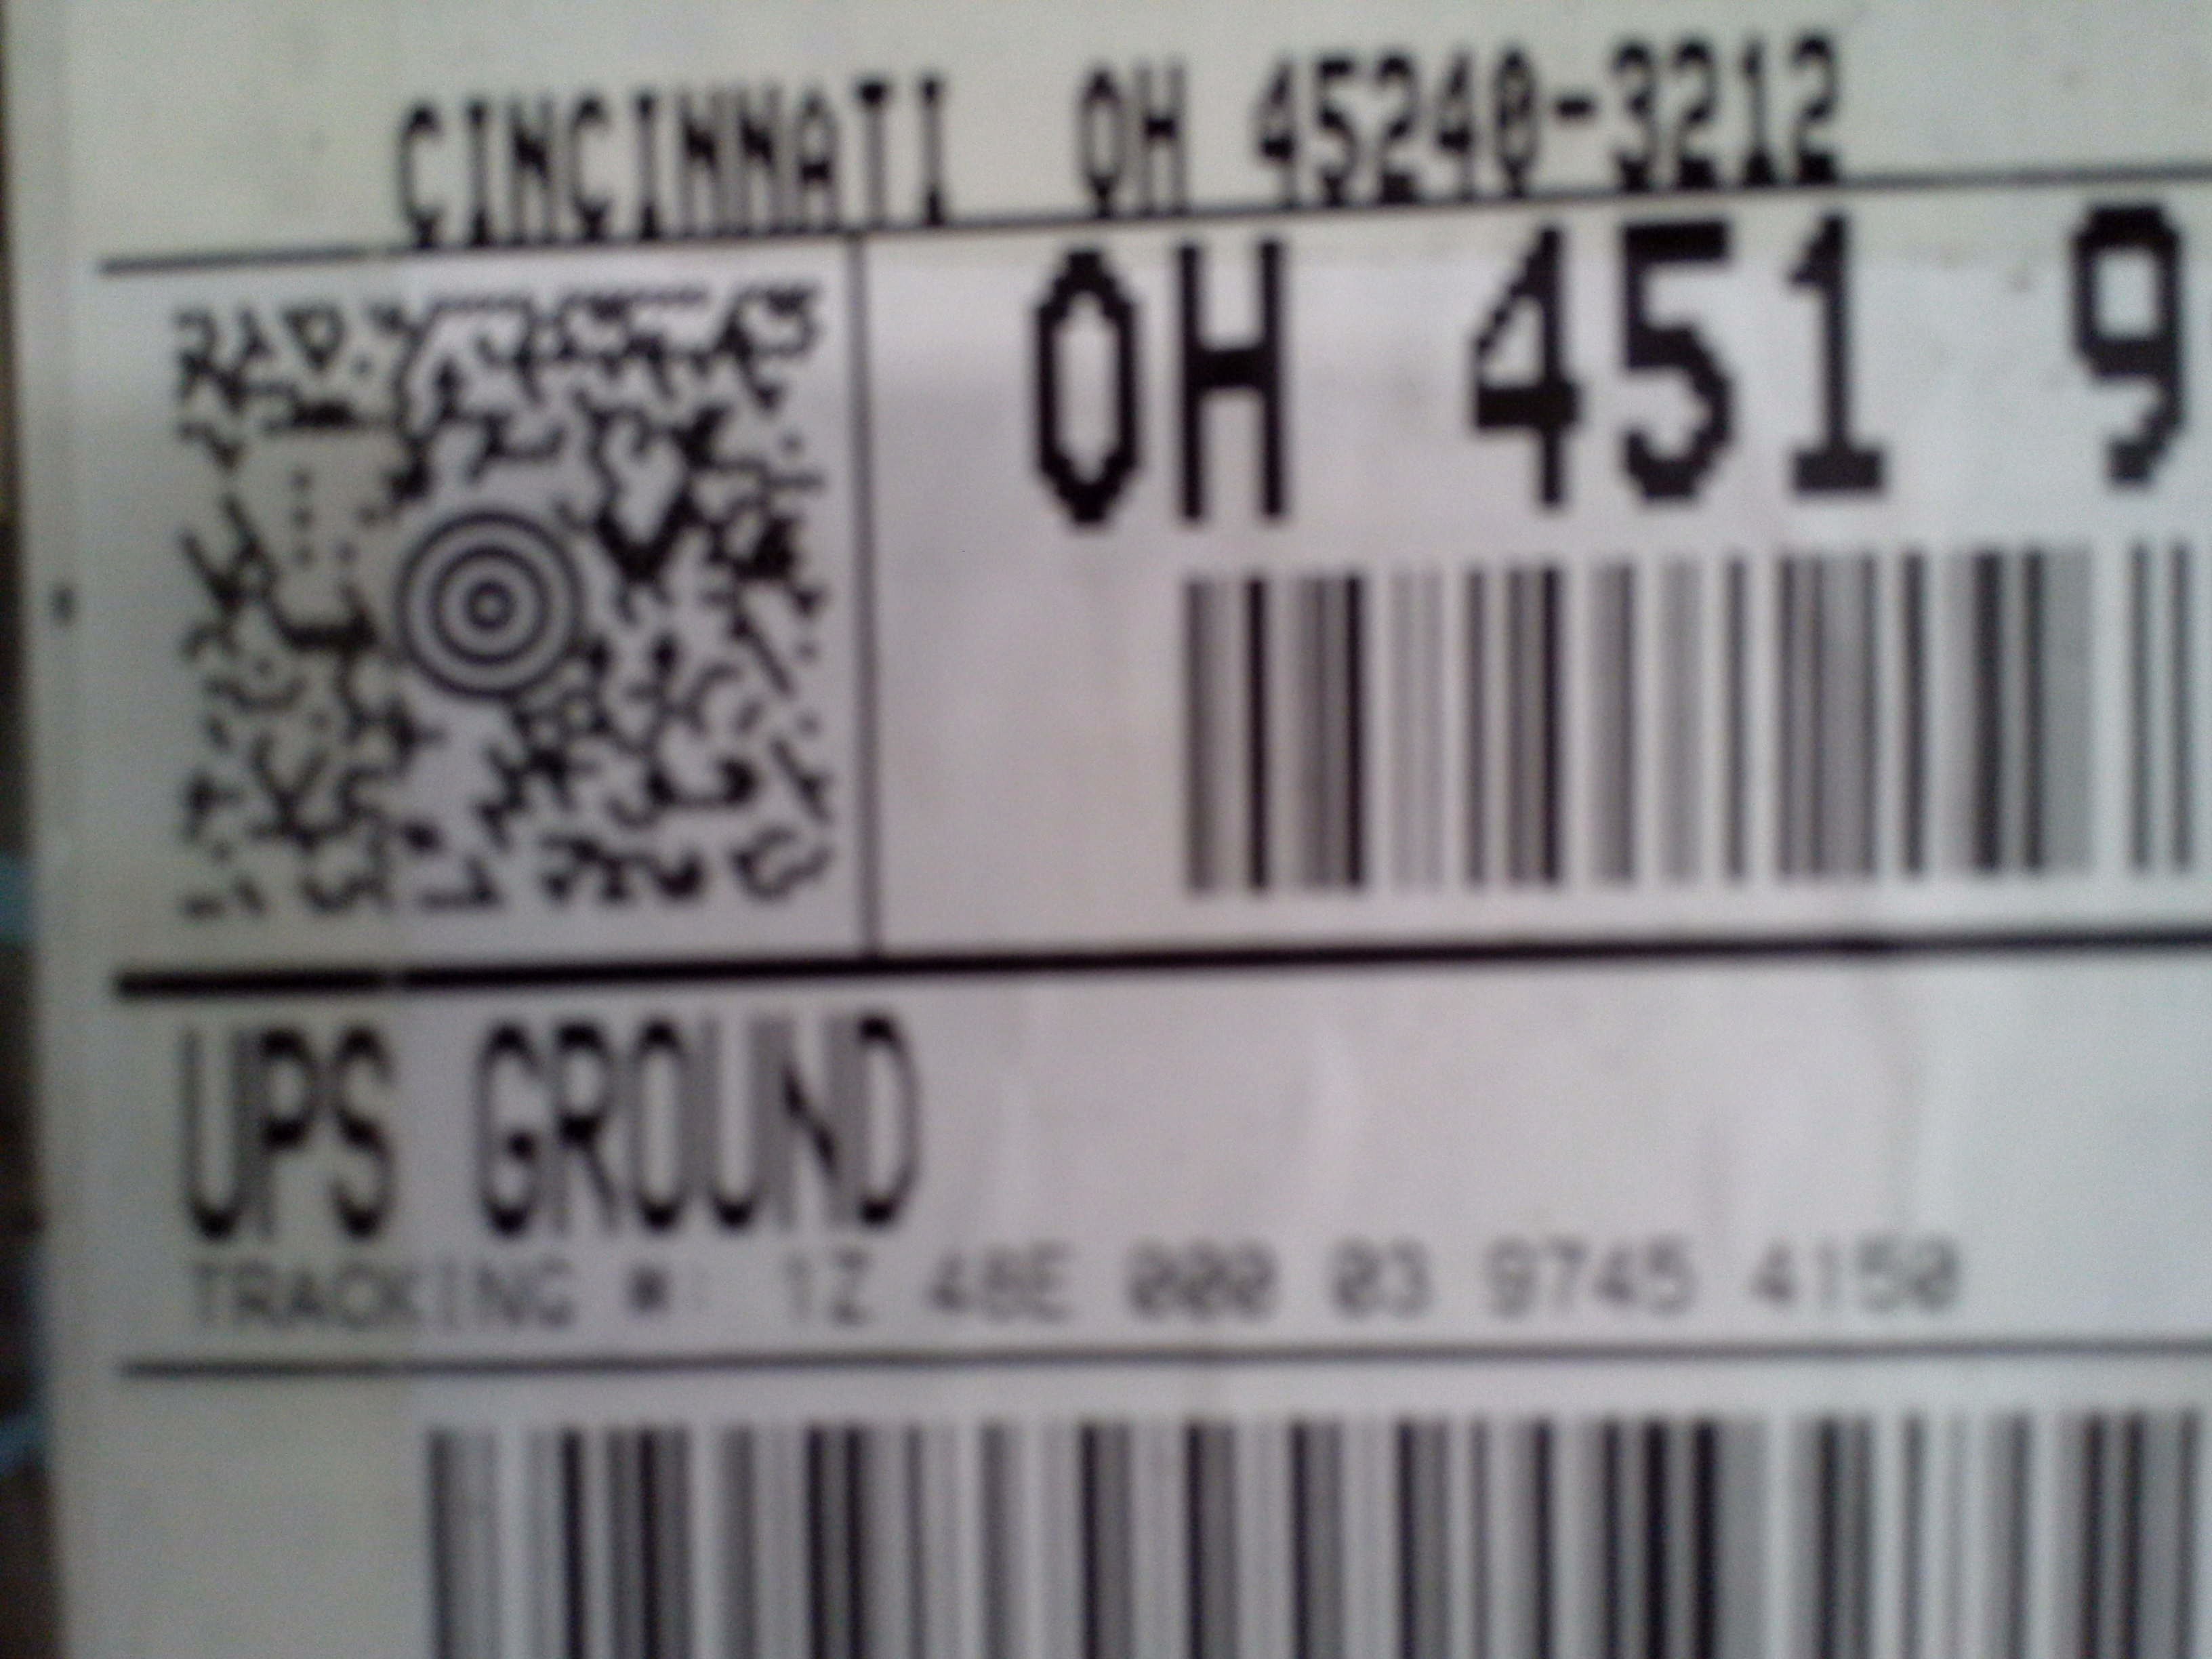 CINCINNATI OH 45240-3212
OH 451 9
UPS GROUND
TRACKING #: 1Z 48E 000 03 9745 4150